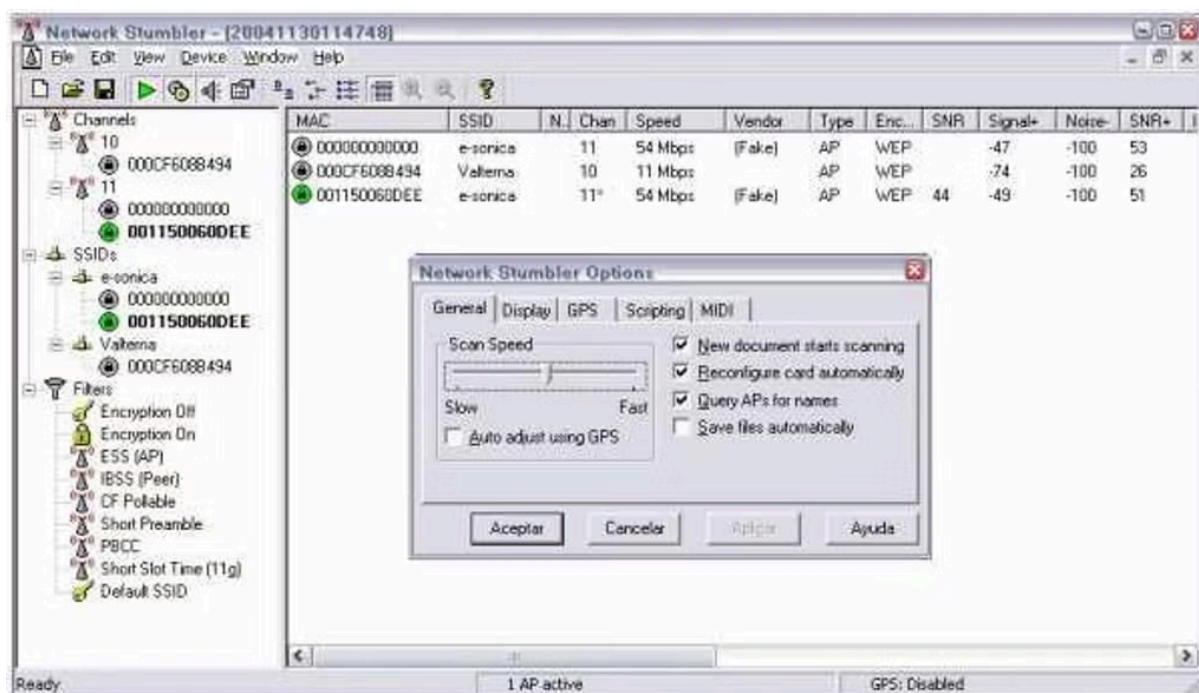 Network Stumbler - [20041130114748]
File Edit View Device Window Help
Channels
10
000CF608B494
11
000000000000
001150060DEE
SSIDs
e-sonica
000000000000
001150060DEE
Valterna
000CF608B494
Filters
Encryption Off
Encryption On
ESS (AP)
IBSS (Peer)
CF Pollable
Short Preamble
PBCC
Short Slot Time (11g)
Default SSID
MAC SSID N.. Chan Speed Vendor Type Enc... SNR Signal+ Noise- SNR+
000000000000 e-sonica 11 54 Mbps (Fake) AP WEP -47 -100 53
000CF608B494 Valterna 10 11 Mbps AP WEP -74 -100 26
001150060DEE e-sonica 11* 54 Mbps (Fake) AP WEP 44 -49 -100 51
Network Stumbler Options
General Display GPS Scripting MIDI
Scan Speed
Slow Fast
Auto adjust using GPS
New document starts scanning
Reconfigure card automatically
Query APs for names
Save files automatically
Aceptar Cancelar Aplicar Ayuda
Ready 1 AP active GPS: Disabled